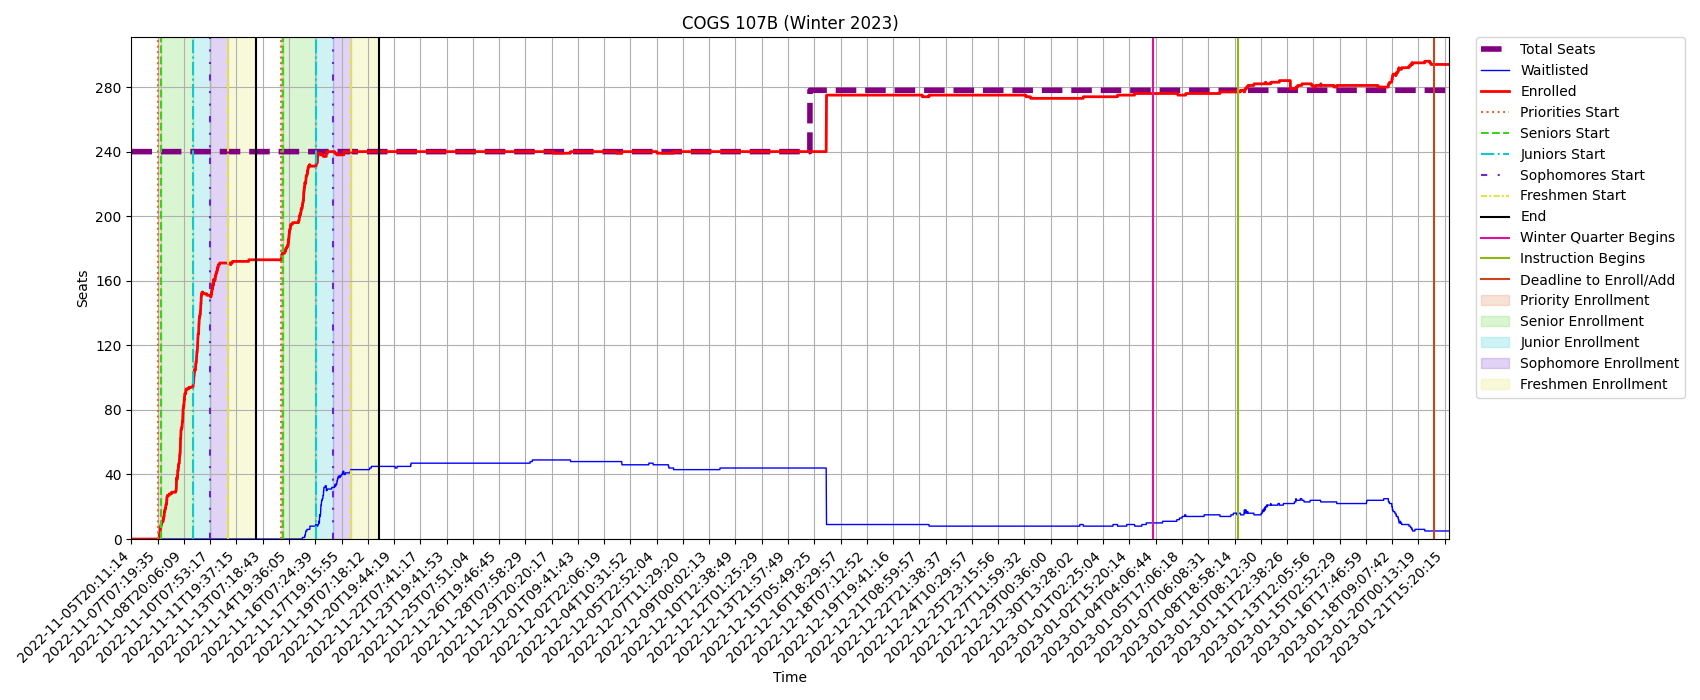 COGS 107B (Winter 2023)
Seats
280
240
200
160
120
80
40
0
2022-11-05T20:11:14
2022-11-07T07:19:35
2022-11-08T20:06:09
2022-11-10T07:53:17
2022-11-11T19:37:15
2022-11-13T07:18:43
2022-11-14T19:36:05
2022-11-16T07:24:39
2022-11-17T19:15:55
2022-11-19T07:18:12
2022-11-20T19:44:19
2022-11-22T07:41:17
2022-11-23T19:41:53
2022-11-25T07:51:04
2022-11-26T19:46:45
2022-11-28T07:58:29
2022-11-29T20:20:17
2022-12-01T09:41:43
2022-12-02T22:06:19
2022-12-04T10:31:52
2022-12-05T22:52:04
2022-12-07T11:29:20
2022-12-09T00:02:13
2022-12-10T12:38:49
2022-12-12T01:25:29
2022-12-13T21:57:49
2022-12-15T05:49:25
2022-12-16T18:29:57
2022-12-18T07:12:52
2022-12-19T19:41:16
2022-12-21T08:59:57
2022-12-22T21:38:37
2022-12-24T10:29:57
2022-12-25T23:15:56
2022-12-27T11:59:32
2022-12-29T00:36:00
2022-12-30T13:28:02
2023-01-01T02:25:04
2023-01-02T15:20:14
2023-01-04T04:06:44
2023-01-05T17:06:18
2023-01-07T06:08:31
2023-01-08T18:58:14
2023-01-10T08:12:30
2023-01-11T22:38:26
2023-01-13T12:05:56
2023-01-15T02:52:29
2023-01-16T17:46:59
2023-01-18T09:07:42
2023-01-20T00:13:19
2023-01-21T15:20:15
Time
Total Seats
Waitlisted
Enrolled
Priorities Start
Seniors Start
Juniors Start
Sophomores Start
Freshmen Start
End
Winter Quarter Begins
Instruction Begins
Deadline to Enroll/Add
Priority Enrollment
Senior Enrollment
Junior Enrollment
Sophomore Enrollment
Freshmen Enrollment